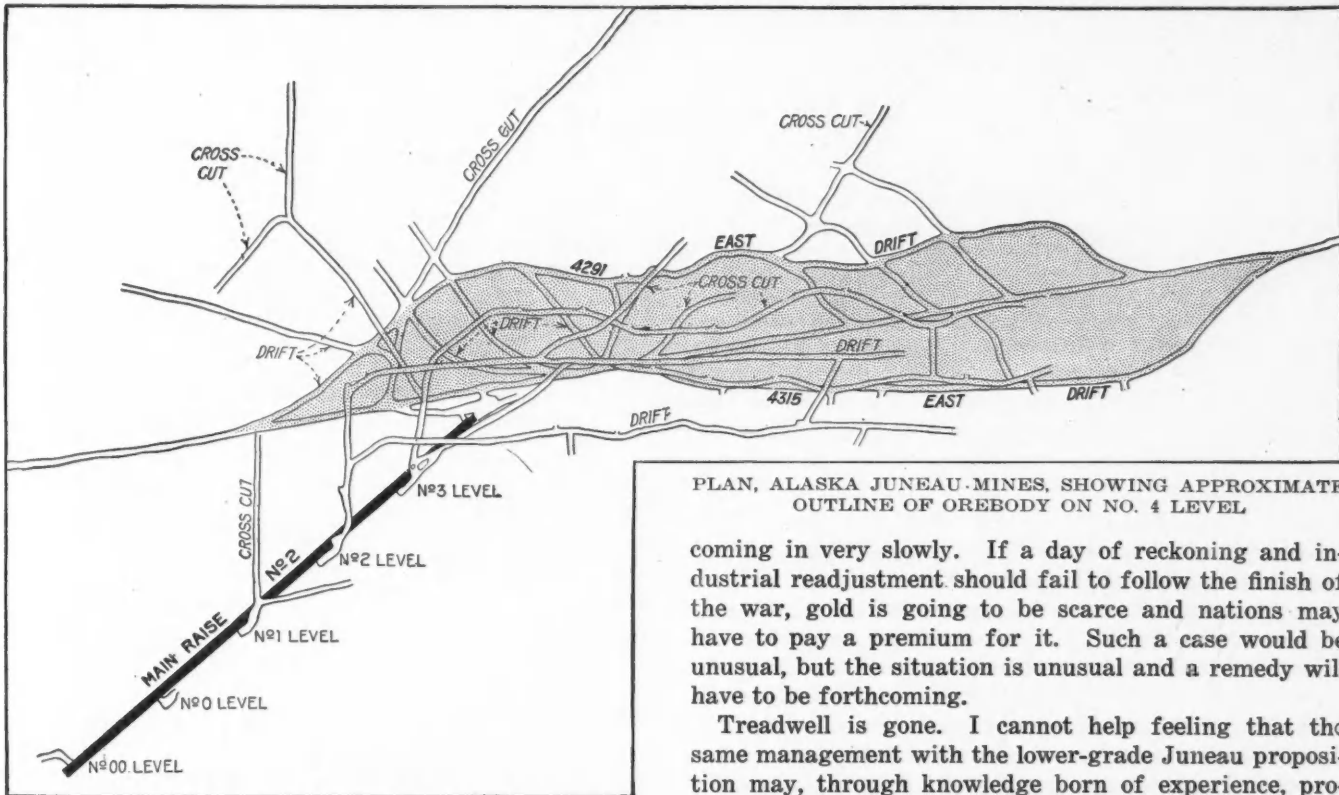 CROSS
CUT
CROSS CUT
CROSS CUT
EAST
DRIFT
4291
CROSS CUT
DRIFT
DRIFT
DRIFT
4315
EAST
DRIFT
DRIFT
CROSS CUT
Nº3 LEVEL
Nº2 LEVEL
Nº1 LEVEL
MAIN RAISE Nº2
Nº0 LEVEL
Nº00. LEVEL
PLAN, ALASKA JUNEAU MINES, SHOWING APPROXIMATE
OUTLINE OF OREBODY ON NO. 4 LEVEL
coming in very slowly. If a day of reckoning and in-
dustrial readjustment should fail to follow the finish of
the war, gold is going to be scarce and nations may
have to pay a premium for it. Such a case would be
unusual, but the situation is unusual and a remedy wil
have to be forthcoming.
Treadwell is gone. I cannot help feeling that the
same management with the lower-grade Juneau proposi-
tion may, through knowledge born of experience, pro-